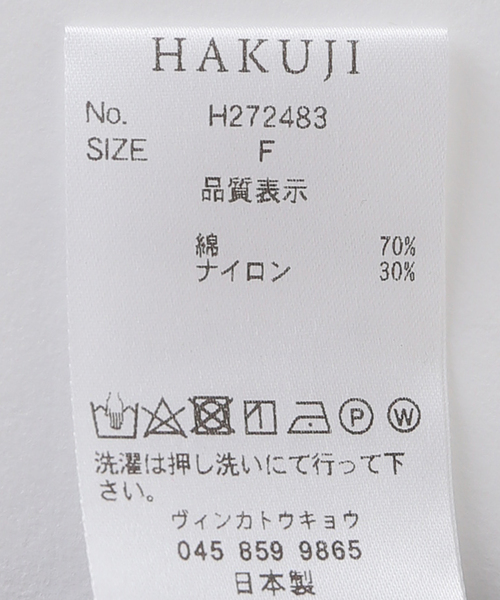 HAKUJI
No. H272483
SIZE F
品質表示
綿 70%
ナイロン 30%
P W
洗濯は押し洗いにて行って下
さい。
ヴィンカトウキョウ
045 859 9865
日本製